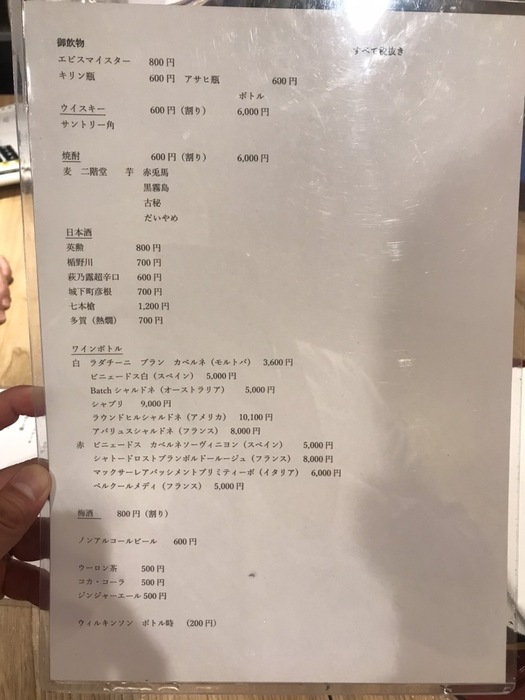 御飲物
すべて税抜き
エビスマイスター 800円
キリン瓶 600円 アサヒ瓶 600円
ボトル
ウイスキー 600円（割り） 6,000円
サントリー角
焼酎 600円（割り） 6,000円
麦 二階堂 芋 赤兎馬
黒霧島
古秘
だいやめ
日本酒
英勲 800円
楯野川 700円
萩乃露超辛口 600円
城下町彦根 700円
七本槍 1,200円
多賀（熱燗） 700円
ワインボトル
白 ラダチーニ ブラン カベルネ（モルトバ） 3,600円
ビニェードス白（スペイン） 5,000円
Batchシャルドネ（オーストラリア） 5,000円
シャブリ 9,000円
ラウンドヒルシャルドネ（アメリカ） 10,100円
アバリュスシャルドネ（フランス） 8,000円
赤 ビニェードス カベルネソーヴィニヨン（スペイン） 5,000円
シャトードロストブランボルドールージュ（フランス） 8,000円
マックサーレアパッシメントプリミティーボ（イタリア） 6,000円
ベルクールメディ（フランス） 5,000円
梅酒 800円（割り）
ノンアルコールビール 600円
ウーロン茶 500円
コカ・コーラ 500円
ジンジャーエール 500円
ウィルキンソン ボトル時 （200円）